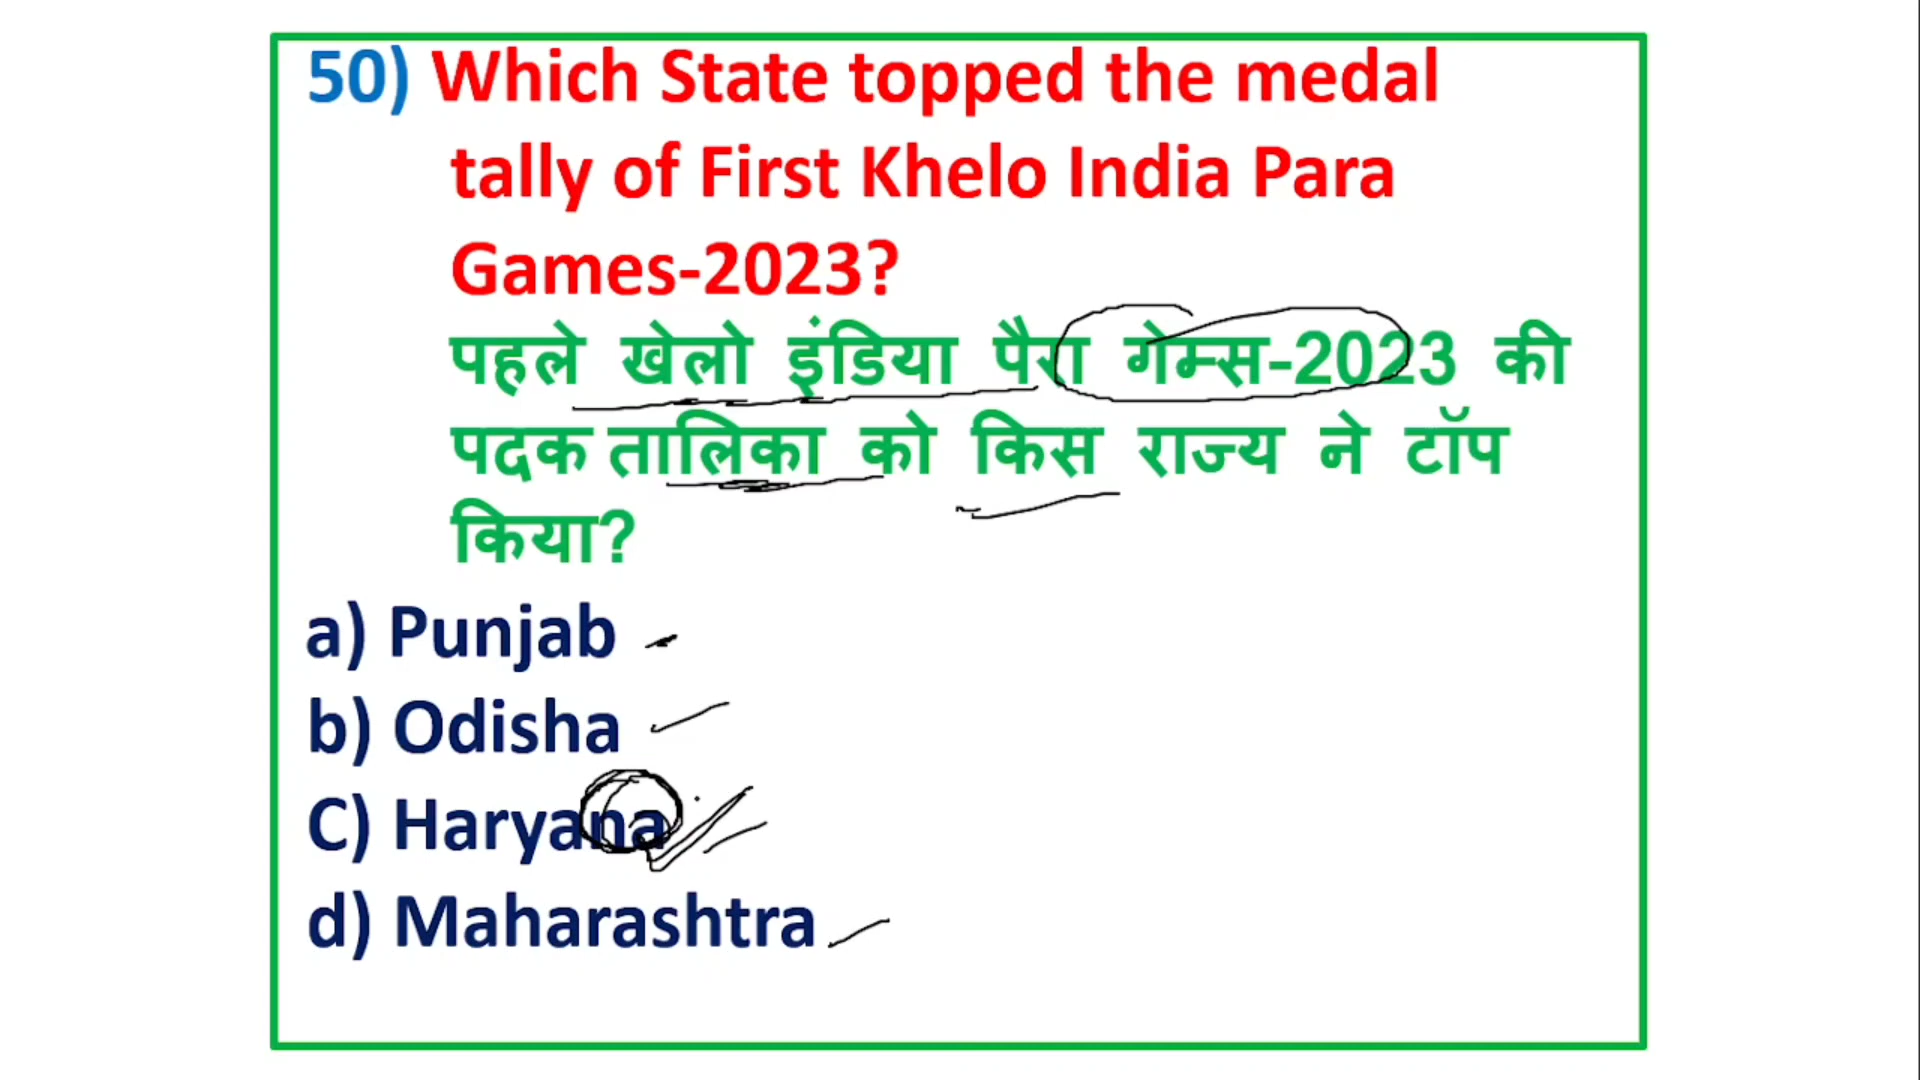 50) Which State topped the medal
tally of First Khelo India Para
Games-2023?
पहले खेलो इंडिया पैरा गेम्स-2023 की
पदक तालिका को किस राज्य ने टॉप
किया?
a) Punjab
b) Odisha
C) Haryana
d) Maharashtra